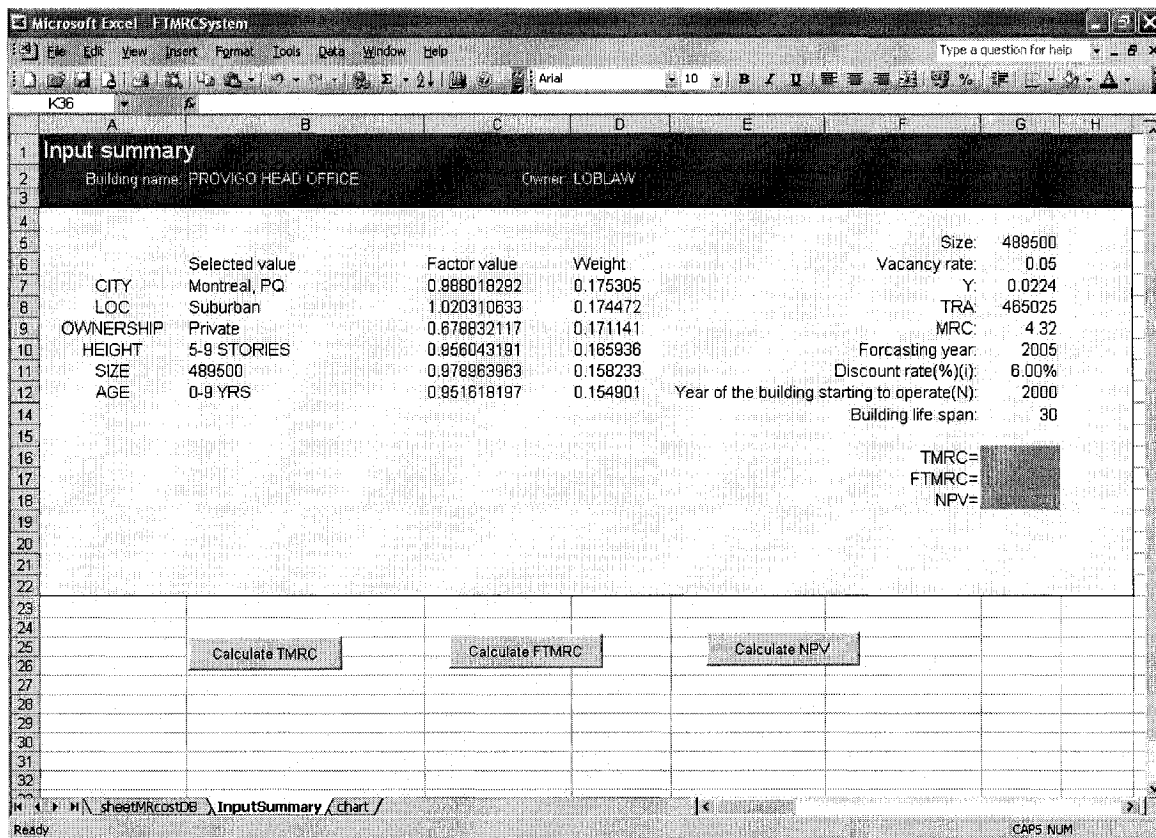 Microsoft Excel - FTMRCSystem
File Edit View Insert Format Tools Data Window Help Type a question for help
Arial 10 B I U %
K36 fx
A B C D E F G H
1 Input summary
2 Building name: PROVIGO HEAD OFFICE Owner: LOBLAW
3
4
5 Size: 489500
6 Selected value Factor value Weight Vacancy rate: 0.05
7 CITY Montreal, PQ 0.988018292 0.175305 Y: 0.0224
8 LOC Suburban 1.020310633 0.174472 TRA: 465025
9 OWNERSHIP Private 0.678832117 0.171141 MRC: 4.32
10 HEIGHT 5-9 STORIES 0.956043191 0.165936 Forcasting year: 2005
11 SIZE 489500 0.978963963 0.158233 Discount rate(%)(i): 6.00%
12 AGE 0-9 YRS 0.951618197 0.154901 Year of the building starting to operate(N): 2000
14 Building life span: 30
15
16 TMRC=
17 FTMRC=
18 NPV=
19
20
21
22
23
24
25 Calculate TMRC Calculate FTMRC Calculate NPV
26
27
28
29
30
31
32
sheetMRcostDB InputSummary chart
Ready CAPS NUM